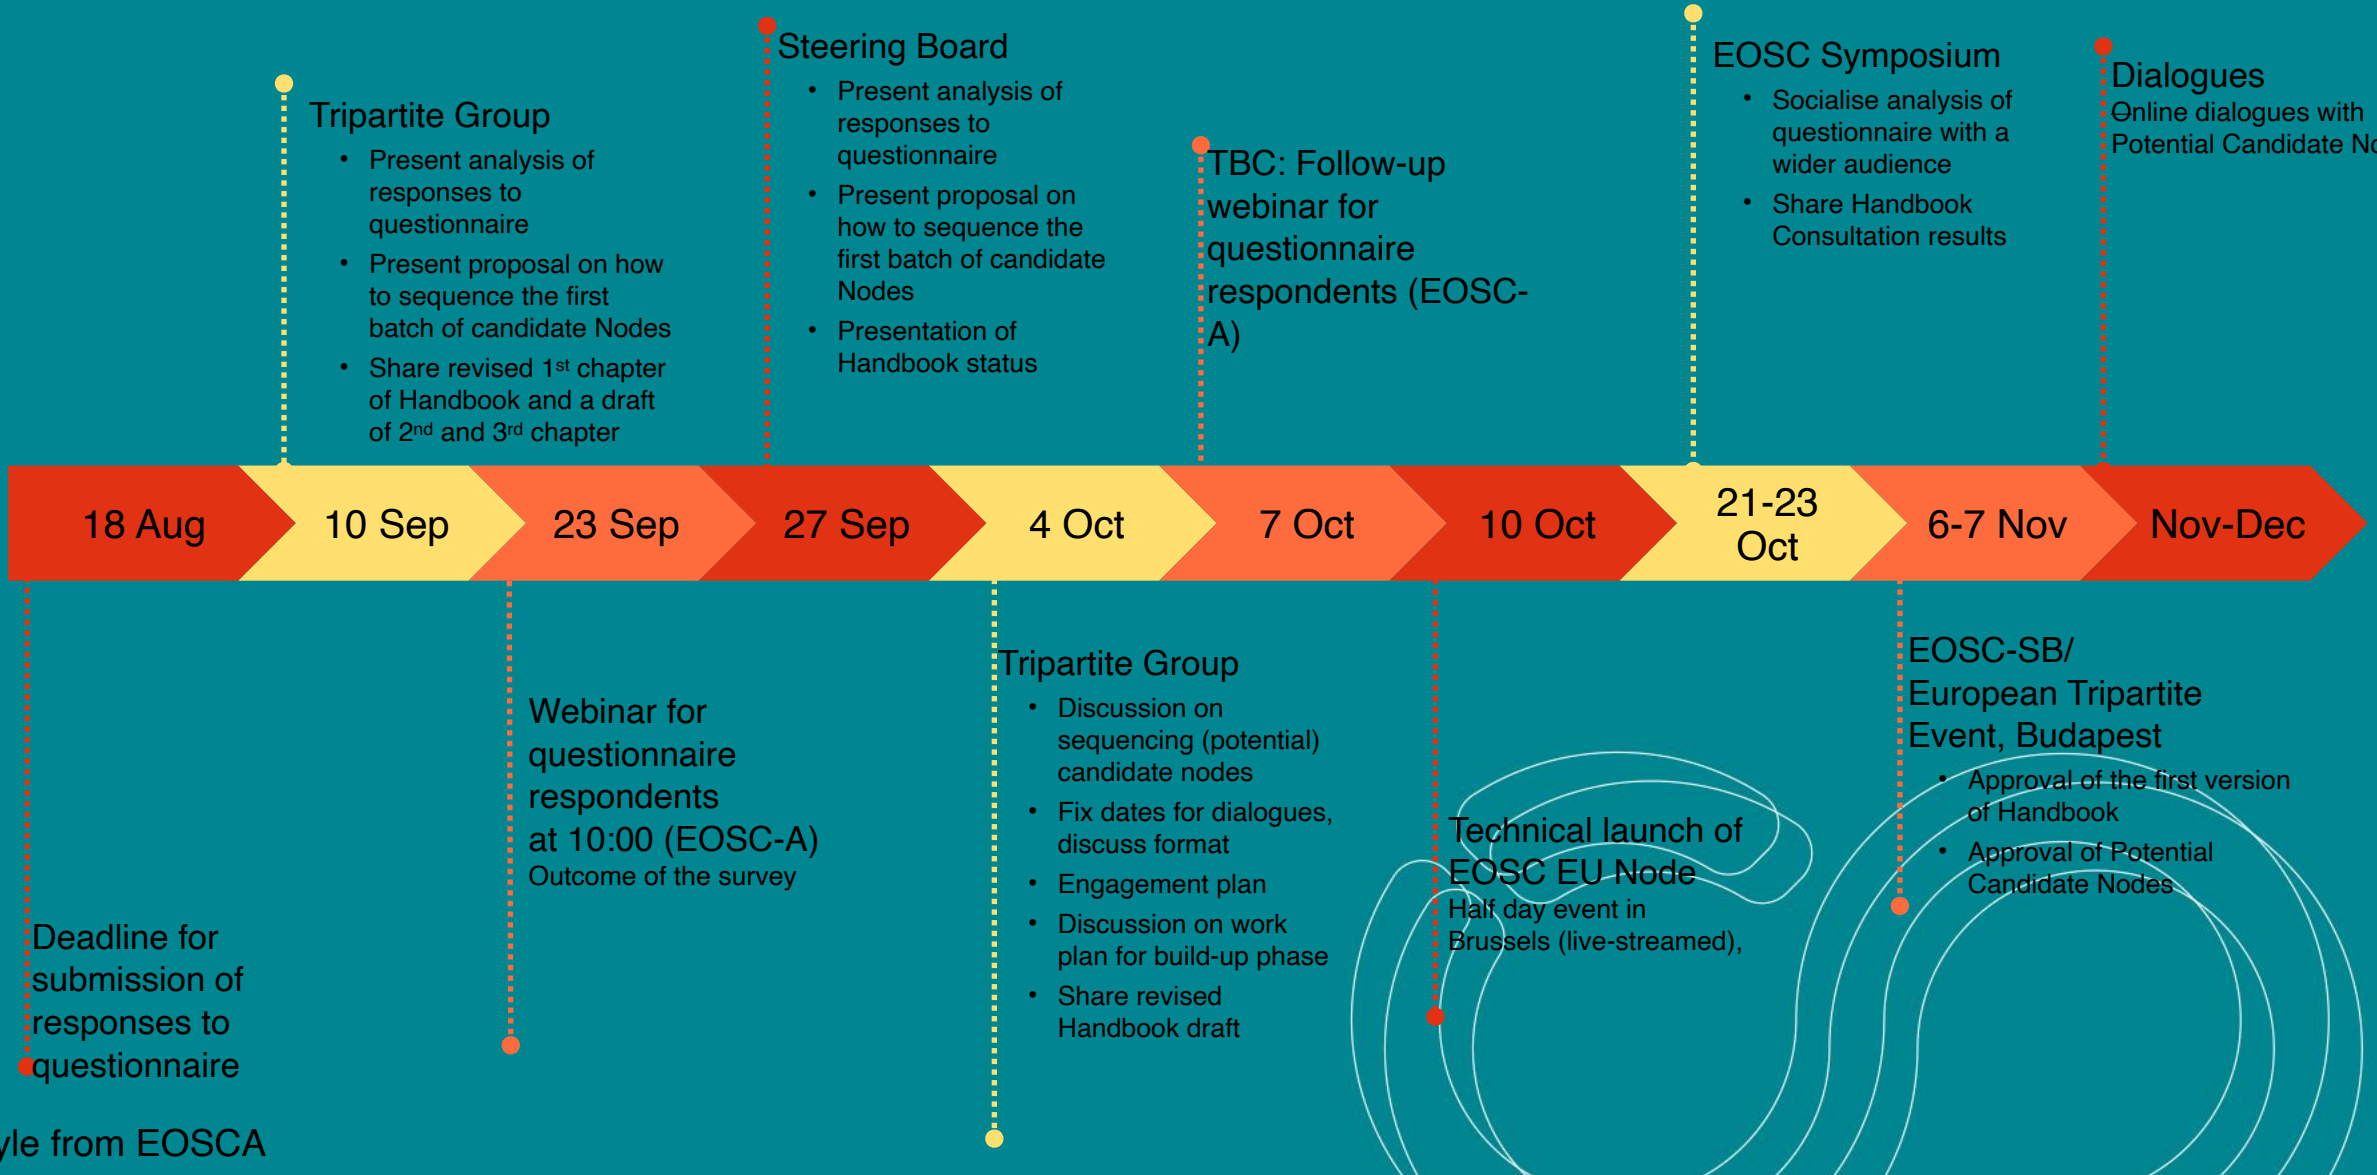 Steering Board
• Present analysis of
responses to
questionnaire
• Present proposal on
how to sequence the
first batch of candidate
Nodes
• Presentation of
Handbook status
EOSC Symposium
• Socialise analysis of
questionnaire with a
wider audience
• Share Handbook
Consultation results
Dialogues
Online dialogues with
Potential Candidate
Tripartite Group
• Present analysis of
responses to
questionnaire
• Present proposal on how
to sequence the first
batch of candidate Nodes
• Share revised 1st chapter
of Handbook and a draft
of 2nd and 3rd chapter
TBC: Follow-up
webinar for
questionnaire
respondents (EOSC-
A)
18 Aug
10 Sep
23 Sep
27 Sep
4 Oct
7 Oct
10 Oct
21-23
Oct
6-7 Nov
Nov-Dec
Deadline for
submission of
responses to
questionnaire
Webinar for
questionnaire
respondents
at 10:00 (EOSC-A)
Outcome of the survey
Tripartite Group
• Discussion on
sequencing (potential)
candidate nodes
• Fix dates for dialogues,
discuss format
• Engagement plan
• Discussion on work
plan for build-up phase
• Share revised
Handbook draft
Technical launch of
EOSC EU Node
Half day event in
Brussels (live-streamed),
EOSC-SB/
European Tripartite
Event, Budapest
• Approval of the first version
of Handbook
• Approval of Potential
Candidate Nodes
from EOSCA